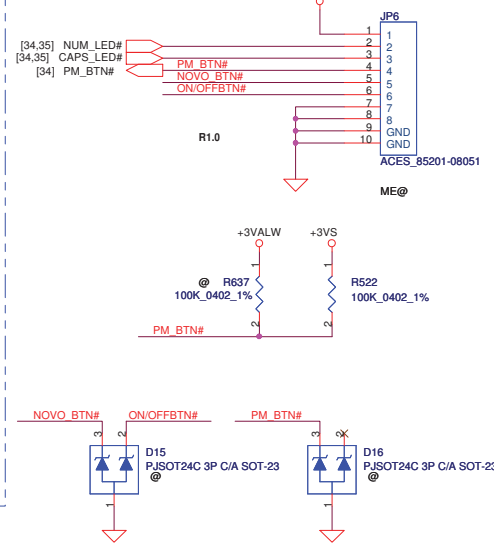 JP6
1 1
[34,35] NUM_LED# 2 2
[34,35] CAPS_LED# 3 3
[34] PM_BTN# PM_BTN# 4 4
NOVO_BTN# 5 5
ON/OFFBTN# 6 6
7 7
8 8
R1.0 9 GND
10 GND
ACES_85201-08051
ME@
+3VALW +3VS
1 1
@ R637 R522
100K_0402_1% 100K_0402_1%
2 2
PM_BTN#
NOVO_BTN# ON/OFFBTN# PM_BTN#
3 2 3 2
D15 D16
PJSOT24C 3P C/A SOT-23 PJSOT24C 3P C/A SOT-23
@ @
1 1